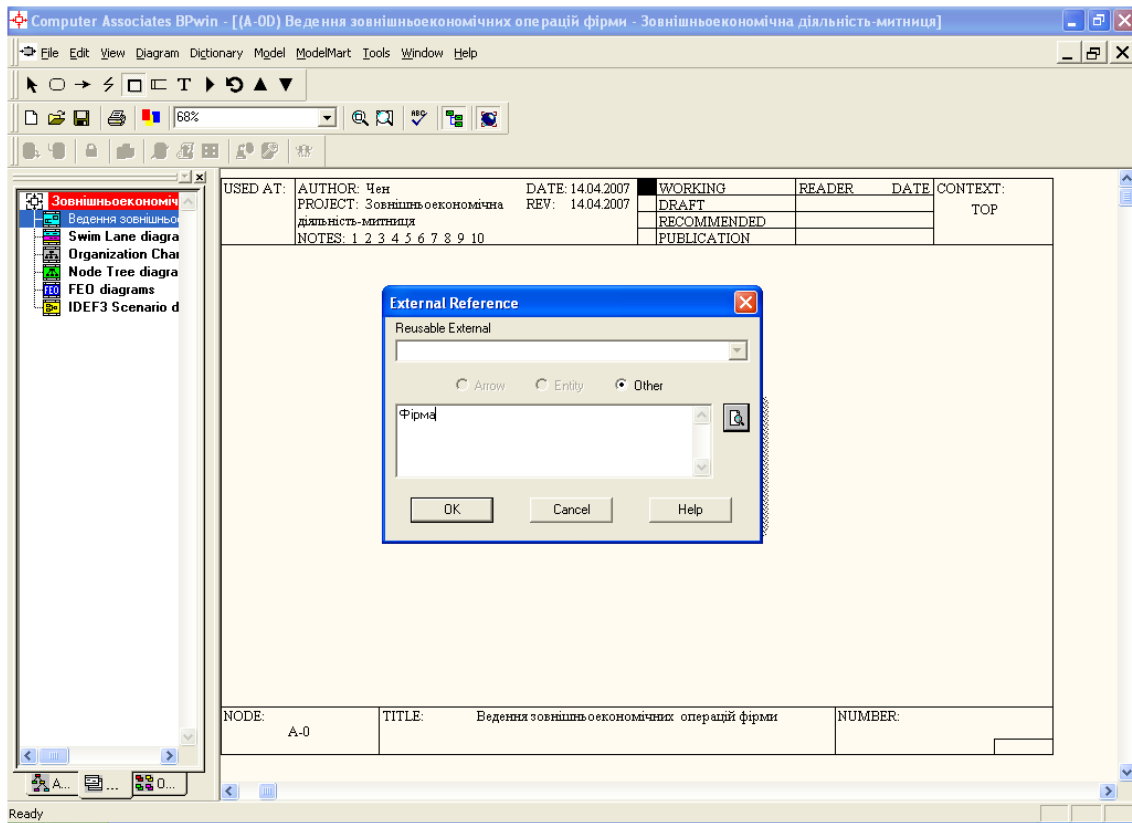 Computer Associates BPwin - [(A-0D) Ведення зовнішньоекономічних операцій фірми - Зовнішньоекономічна діяльність-митниця]
File Edit View Diagram Dictionary Model ModelMart Tools Window Help
T
68%
ABC
USED AT: AUTHOR: Чен DATE: 14.04.2007 WORKING READER DATE CONTEXT:
PROJECT: Зовнішньоекономічна REV: 14.04.2007 DRAFT TOP
діяльність-митниця RECOMMENDED
NOTES: 1 2 3 4 5 6 7 8 9 10 PUBLICATION
Зовнішньоекономіч
Ведення зовнішньо
Swim Lane diagra
Organization Char
Node Tree diagra
FEO FEO diagrams
IDEF3 Scenario d
External Reference
Reusable External
Arrow Entity Other
Фірма
OK Cancel Help
NODE: TITLE: Ведення зовнішньоекономічних операцій фірми NUMBER:
A-0
A... ... O...
Ready